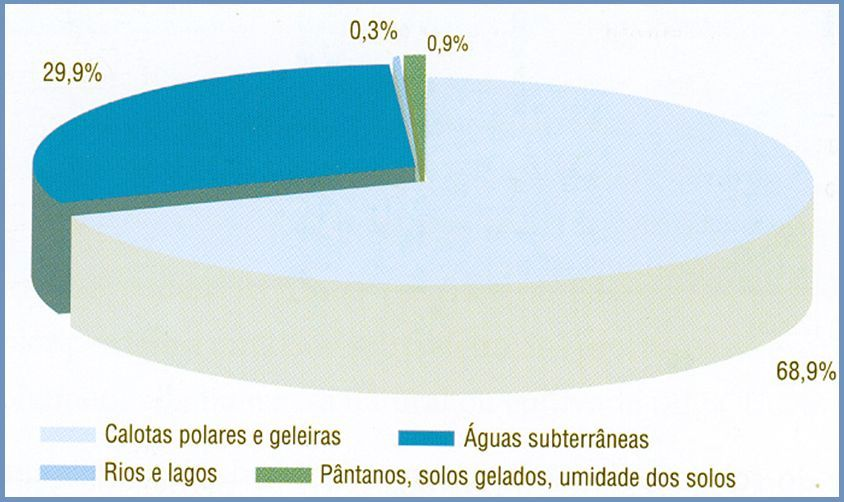 0,3%
0,9%
29,9%
68,9%
Calotas polares e geleiras
Águas subterrâneas
Rios e lagos
Pântanos, solos gelados, umidade dos solos